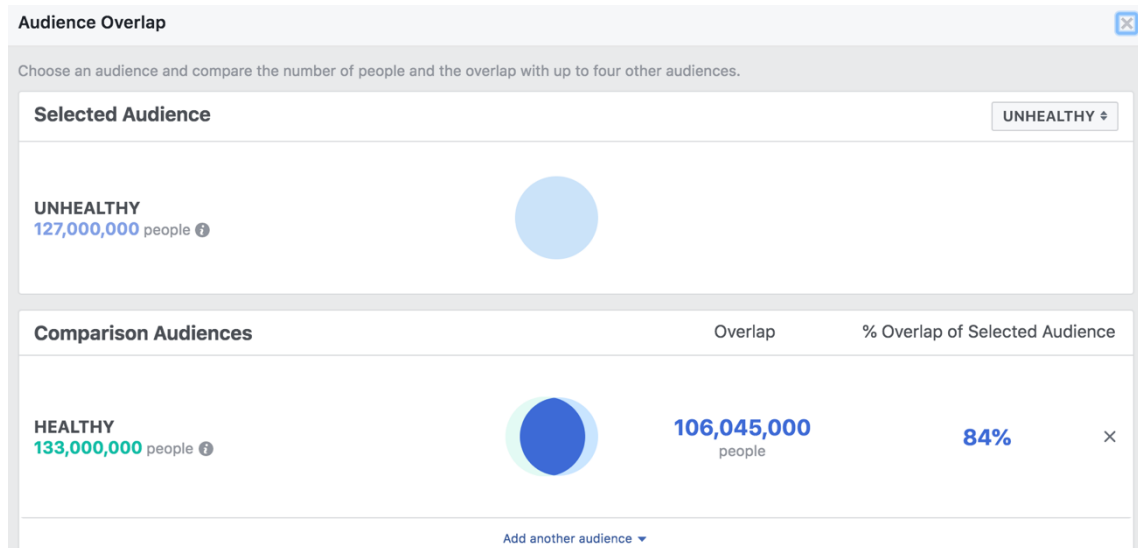 Audience Overlap
Choose an audience and compare the number of people and the overlap with up to four other audiences.
Selected Audience
UNHEALTHY
UNHEALTHY
127,000,000 people
Comparison Audiences
Overlap
% Overlap of Selected Audience
HEALTHY
133,000,000 people
106,045,000
people
84%
Add another audience